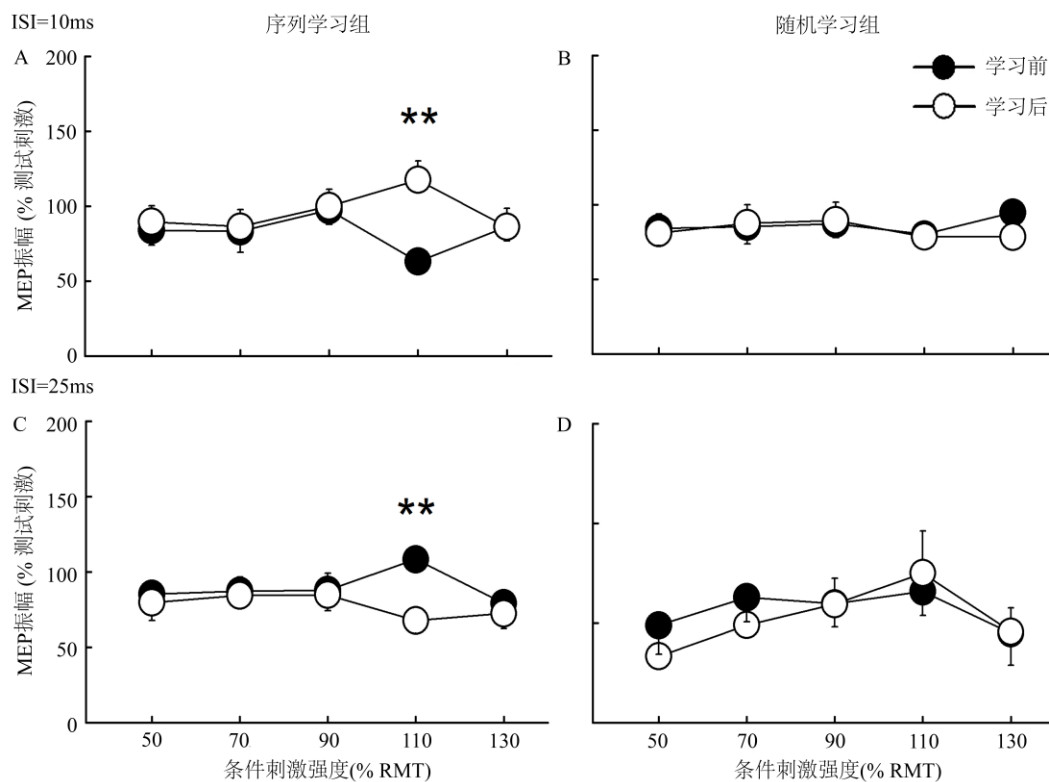 ISI=10ms
序列学习组
随机学习组
A
B
200
150
100
50
0
MEP振幅 (% 测试刺激)
**
学习前
学习后
ISI=25ms
C
D
200
150
100
50
0
MEP振幅 (% 测试刺激)
**
50 70 90 110 130
50 70 90 110 130
条件刺激强度(% RMT)
条件刺激强度(% RMT)